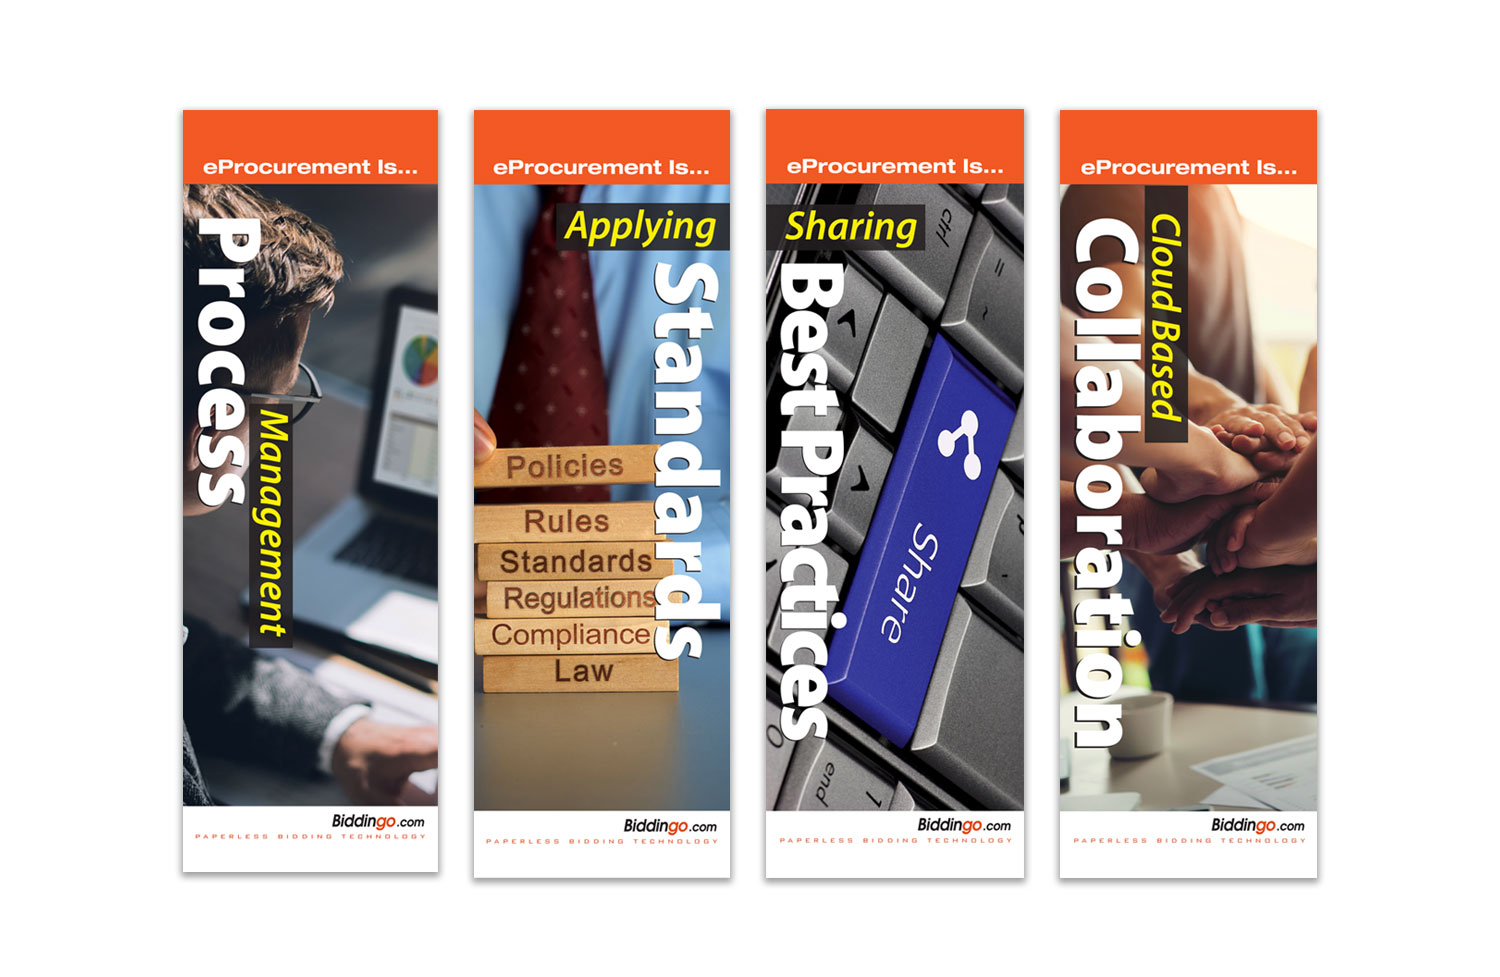 eProcurement Is...
Process
Management
Biddingo.com
PAPERLESS BIDDING TECHNOLOGY
eProcurement Is...
Applying
Standards
Policies
Rules
Standards
Regulations
Compliance
Law
Biddingo.com
PAPERLESS BIDDING TECHNOLOGY
eProcurement Is...
Sharing
Best Practices
ctrl
=
~
Share
end
1
Biddingo.com
PAPERLESS BIDDING TECHNOLOGY
eProcurement Is...
Cloud Based
Collaboration
Biddingo.com
PAPERLESS BIDDING TECHNOLOGY